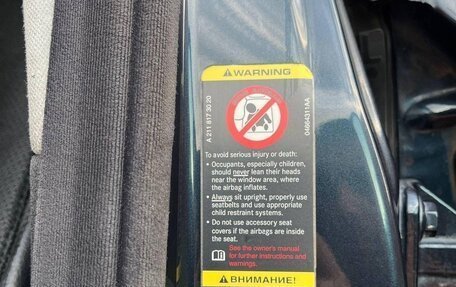 WARNING
A 211 817 30 20
04664311AA
To avoid serious injury or death:
• Occupants, especially children,
should never lean their heads
near the window area, where
the airbag inflates.
• Always sit upright, properly use
seatbelts and use appropriate
child restraint systems.
• Do not use accessory seat
covers if the airbags are inside
the seat.
See the owner's manual
for further instructions and
warnings.
ВНИМАНИЕ!